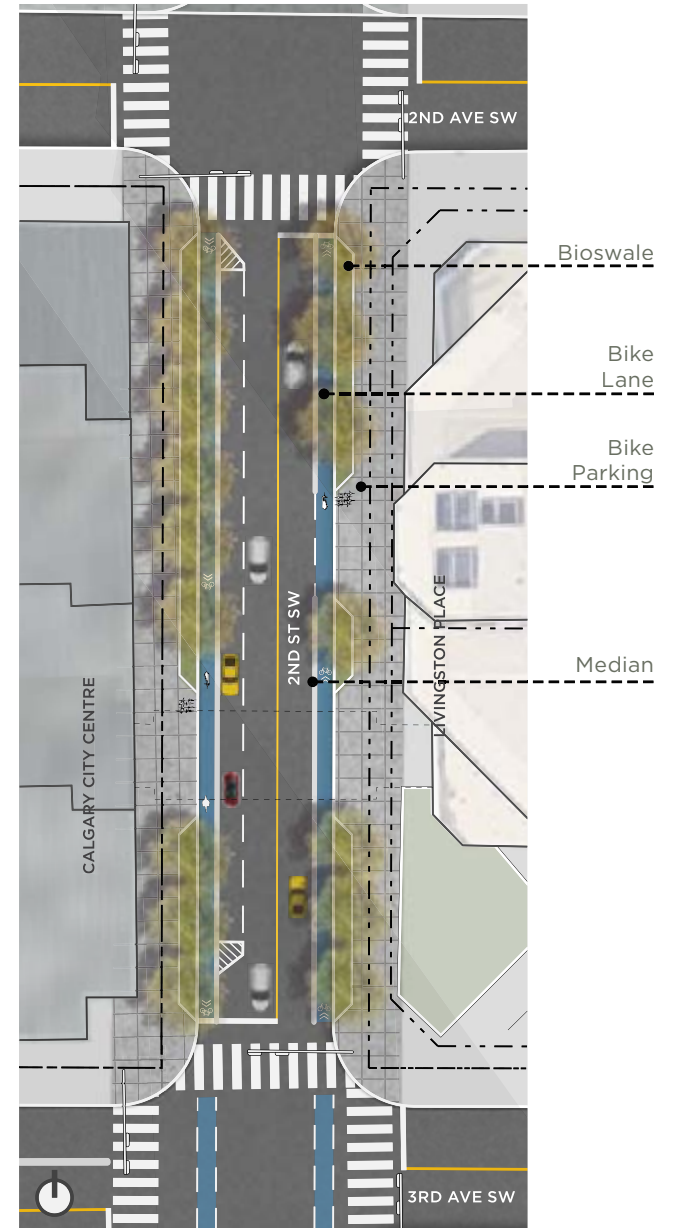 2ND AVE SW
Bioswale
Bike
Lane
Bike
Parking
2ND ST SW
LIVINGSTON PLACE
Median
CALGARY CITY CENTRE
3RD AVE SW